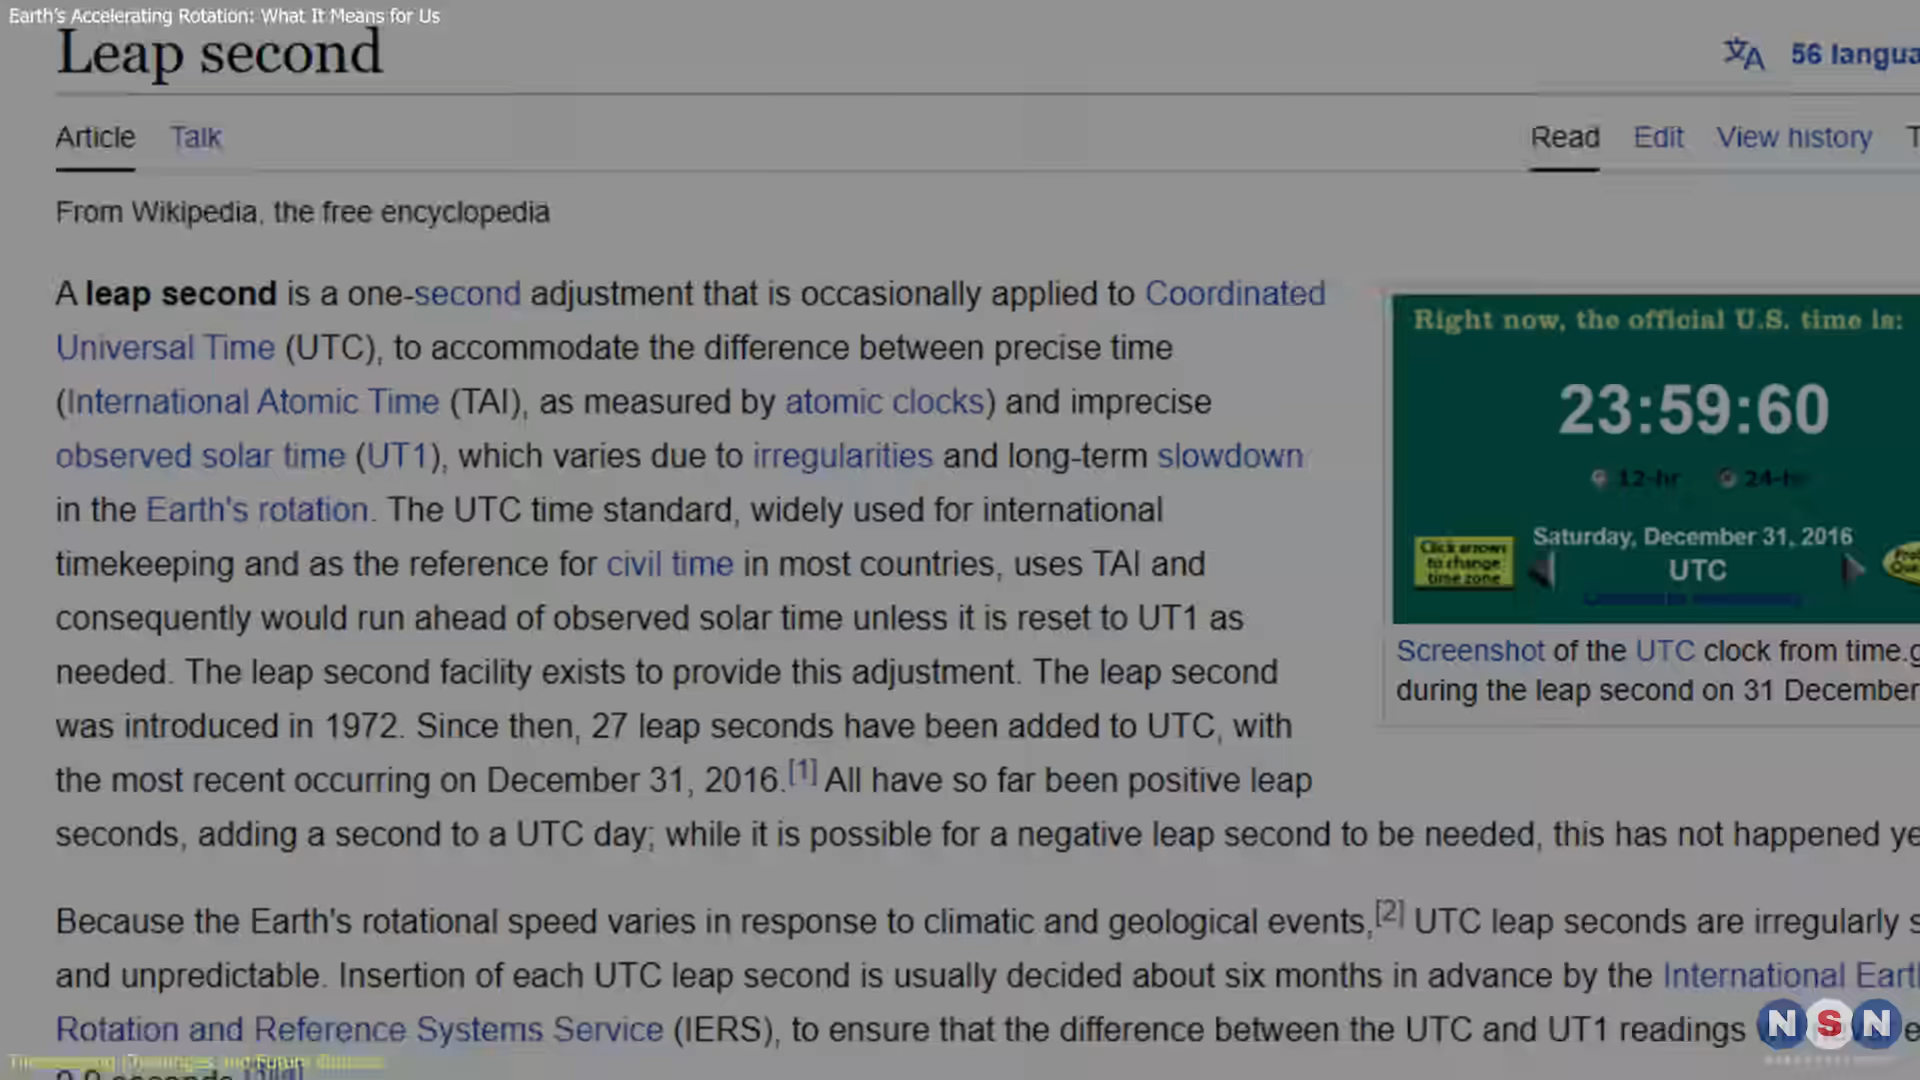 Earth's Accelerating Rotation: What It Means for Us
Leap second
56 langua
Article Talk
Read Edit View history T
From Wikipedia, the free encyclopedia
A leap second is a one-second adjustment that is occasionally applied to Coordinated
Universal Time (UTC), to accommodate the difference between precise time
(International Atomic Time (TAI), as measured by atomic clocks) and imprecise
observed solar time (UT1), which varies due to irregularities and long-term slowdown
in the Earth's rotation. The UTC time standard, widely used for international
timekeeping and as the reference for civil time in most countries, uses TAI and
consequently would run ahead of observed solar time unless it is reset to UT1 as
needed. The leap second facility exists to provide this adjustment. The leap second
was introduced in 1972. Since then, 27 leap seconds have been added to UTC, with
the most recent occurring on December 31, 2016.[1] All have so far been positive leap
seconds, adding a second to a UTC day; while it is possible for a negative leap second to be needed, this has not happened ye
Right now, the official U.S. time is:
23:59:60
12-hr 24-hr
Saturday, December 31, 2016
Click arrows
to change
time zone
UTC
Screenshot of the UTC clock from time.g
during the leap second on 31 December
Because the Earth's rotational speed varies in response to climatic and geological events,[2] UTC leap seconds are irregularly s
and unpredictable. Insertion of each UTC leap second is usually decided about six months in advance by the International Eart
Rotation and Reference Systems Service (IERS), to ensure that the difference between the UTC and UT1 readings
NSN
and Future
seconds